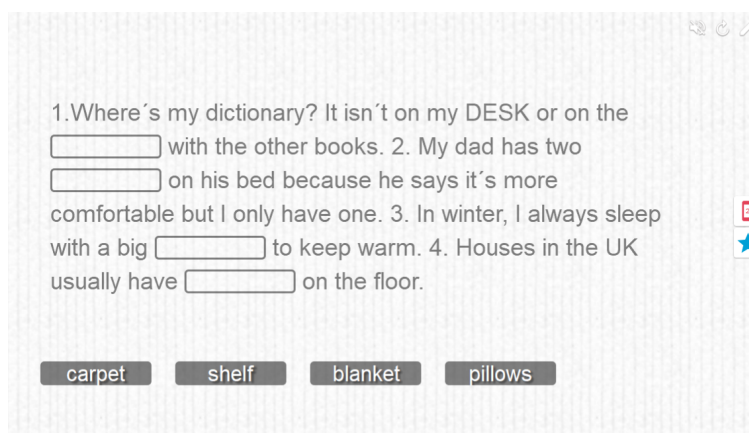 1.Where´s my dictionary? It isn´t on my DESK or on the
with the other books. 2. My dad has two
on his bed because he says it´s more
comfortable but I only have one. 3. In winter, I always sleep
with a big to keep warm. 4. Houses in the UK
usually have on the floor.
carpet shelf blanket pillows